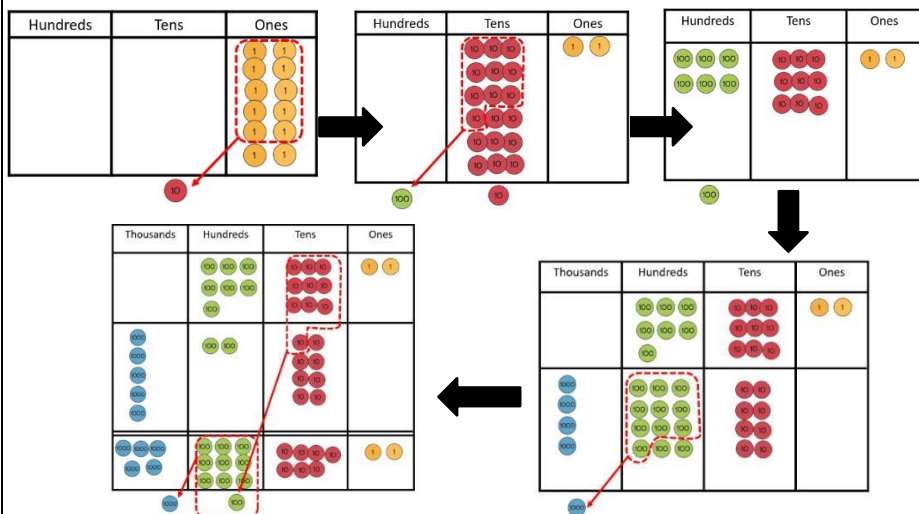 Hundreds Tens Ones
1 1
1 1
1 1
1 1
1 1
1 1
10
Hundreds Tens Ones
10 10 10 1 1
10 10 10
10 10 10
10 10 10
10 10 10
10 10 10
100 10
Hundreds Tens Ones
100 100 100 10 10 10 1 1
100 100 100 10 10 10
10 10 10
100
Thousands Hundreds Tens Ones
100 100 100 10 10 10 1 1
100 100 100 10 10 10
100 10 10 10
1000 100 100 100 10 10
1000 100 100 100 10 10
1000 100 100 100 10 10
1000 100 100 100 10 10
1000
Thousands Hundreds Tens Ones
100 100 100 10 10 10 1 1
100 100 100 10 10 10
100 10 10 10
1000 100 100 10 10
1000 10 10
1000 10 10
1000 10 10
1000
1000 1000 1000 100 100 100 10 10 10 10 1 1
1000 1000 100 100 100 10 10 10 10
100 100 100
1000 100